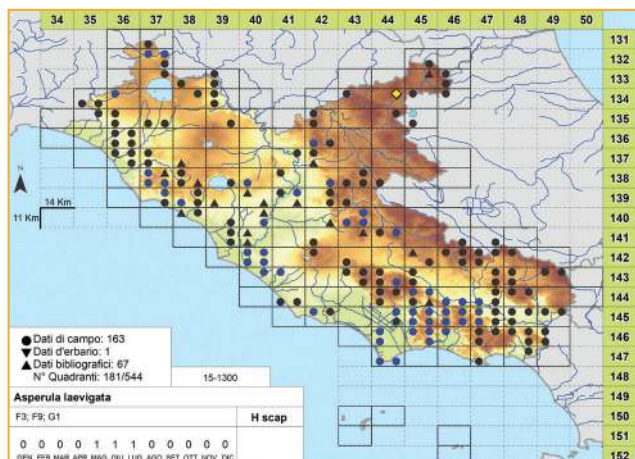 34 35 36 37 38 39 40 41 42 43 44 45 46 47 48 49 50
131
132
133
134
135
136
137
138
139
140
141
142
143
144
145
146
147
148
149
150
151
152
N
14 Km
11 Km
Dati di campo: 163
Dati d'erbario: 1
Dati bibliografici: 67
N° Quadranti: 181/544
15-1300
Asperula laevigata
F3; F9; G1
H scap
0 0 0 0 1 1 1 0 0 0 0 0
GEN FEB MAR APR MAG GIU LUG AGO SET OTT NOV DIC